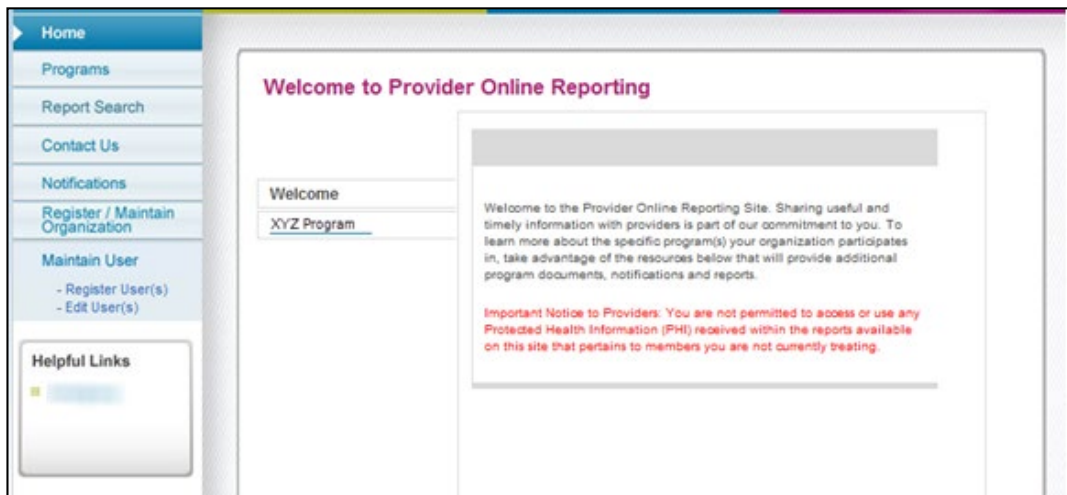 Home
Programs
Report Search
Contact Us
Notifications
Register / Maintain
Organization
Maintain User
- Register User(s)
- Edit User(s)
Helpful Links
Welcome to Provider Online Reporting
Welcome
XYZ Program
Welcome to the Provider Online Reporting Site. Sharing useful and
timely information with providers is part of our commitment to you. To
learn more about the specific program(s) your organization participates
in, take advantage of the resources below that will provide additional
program documents, notifications and reports.
Important Notice to Providers: You are not permitted to access or use any
Protected Health Information (PHI) received within the reports available
on this site that pertains to members you are not currently treating.